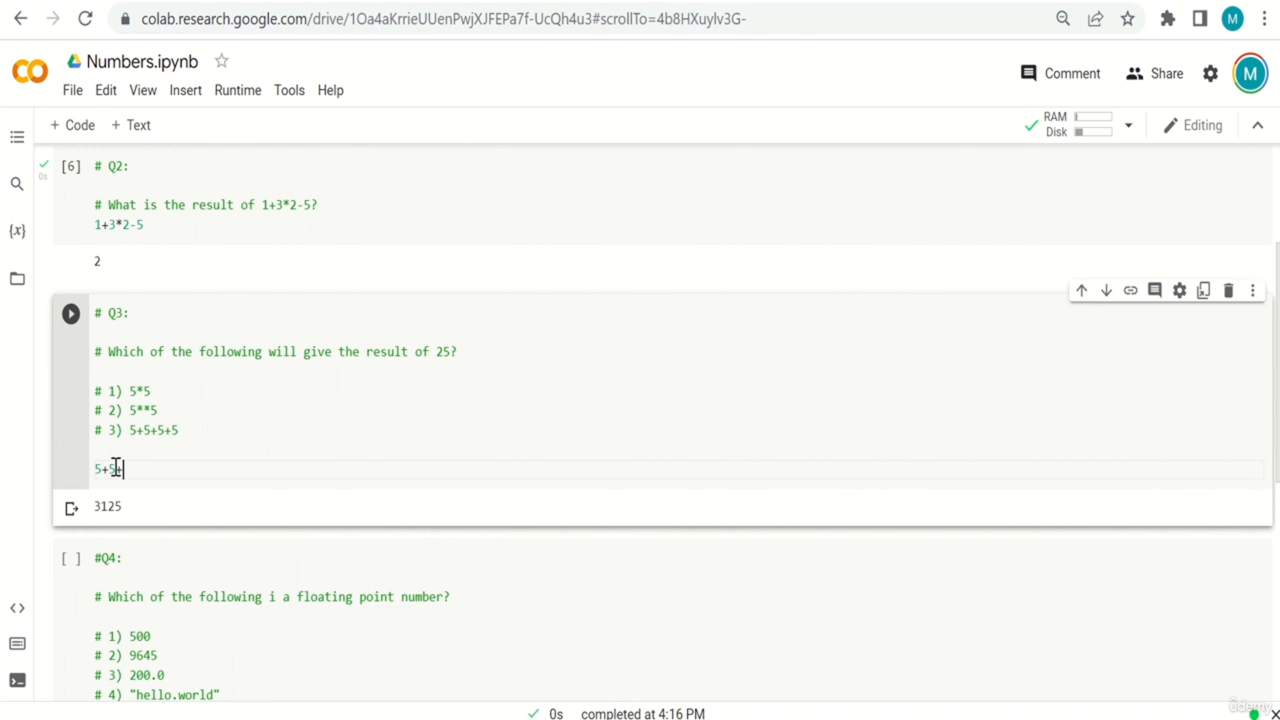 colab.research.google.com/drive/1Oa4aKrrieUUenPwjXJFEPa7f-UcQh4u3#scrollTo=4b8HXuylv3G-
M
CO
Numbers.ipynb
File Edit View Insert Runtime Tools Help
Comment
Share
M
+ Code + Text
RAM
Disk
Editing
[6] # Q2:
0s
# What is the result of 1+3*2-5?
1+3*2-5
{x}
2
# Q3:
# Which of the following will give the result of 25?
# 1) 5*5
# 2) 5**5
# 3) 5+5+5+5
5+5+
3125
[ ] #Q4:
# Which of the following i a floating point number?
# 1) 500
# 2) 9645
# 3) 200.0
# 4) "hello.world"
0s completed at 4:16 PM
ûdemy